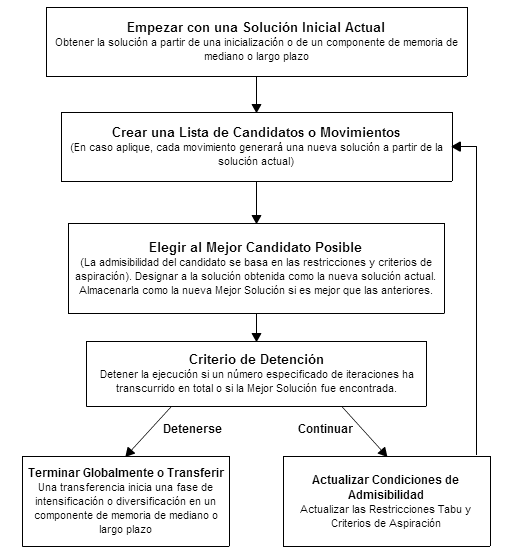 Empezar con una Solución Inicial Actual
Obtener la solución a partir de una inicialización o de un componente de memoria de
mediano o largo plazo
Crear una Lista de Candidatos o Movimientos
(En caso aplique, cada movimiento generará una nueva solución a partir de la
solución actual)
Elegir al Mejor Candidato Posible
(La admisibilidad del candidato se basa en las restricciones y criterios de
aspiración). Designar a la solución obtenida como la nueva solución actual.
Almacenarla como la nueva Mejor Solución si es mejor que las anteriores.
Criterio de Detención
Detener la ejecución si un número especificado de iteraciones ha
transcurrido en total o si la Mejor Solución fue encontrada.
Detenerse
Continuar
Terminar Globalmente o Transferir
Una transferencia inicia una fase de
intensificación o diversificación en un
componente de memoria de mediano o
largo plazo
Actualizar Condiciones de
Admisibilidad
Actualizar las Restricciones Tabu y
Criterios de Aspiración